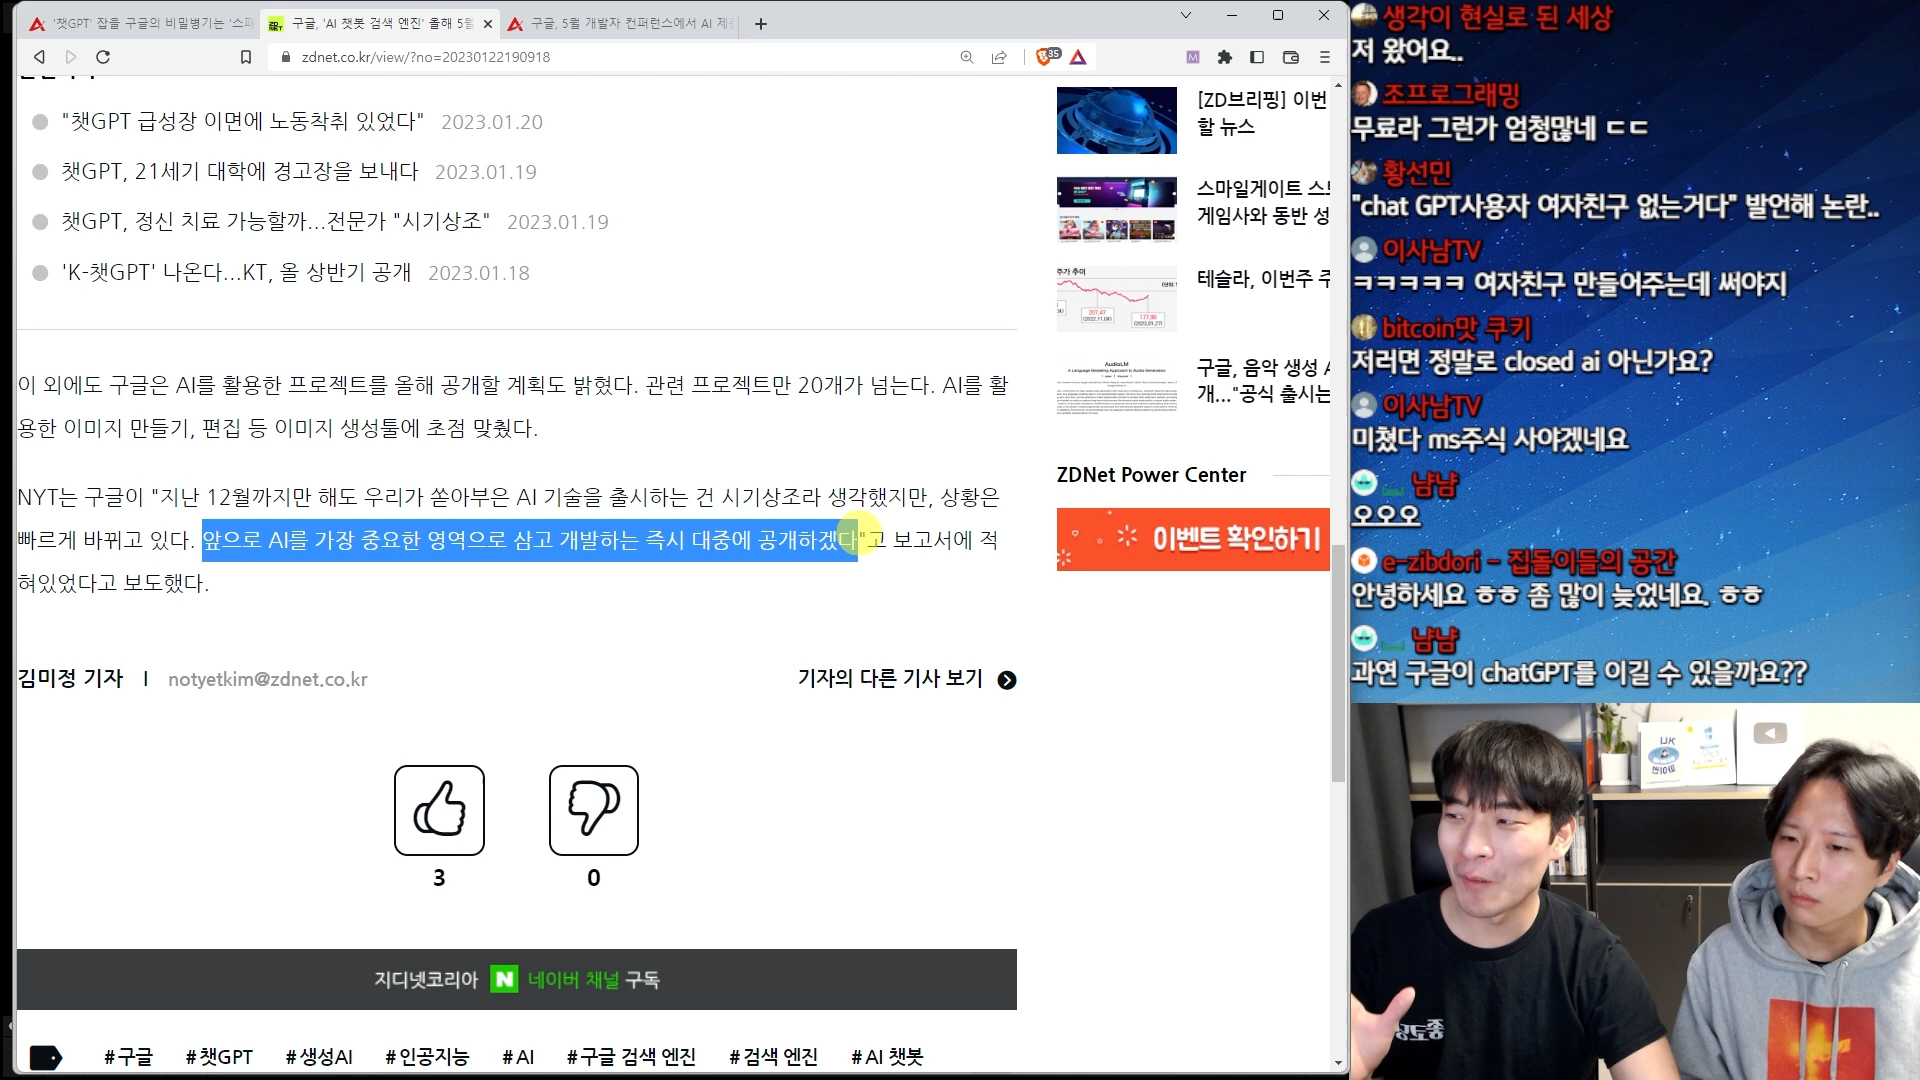 '챗GPT' 잡을 구글의 비밀병기는 '스패
구글, 'AI 챗봇 검색 엔진' 올해 5월
구글, 5월 개발자 컨퍼런스에서 AI 제
zdnet.co.kr/view/?no=20230122190918
35
"챗GPT 급성장 이면에 노동착취 있었다" 2023.01.20
챗GPT, 21세기 대학에 경고장을 보내다 2023.01.19
챗GPT, 정신 치료 가능할까...전문가 "시기상조" 2023.01.19
'K-챗GPT' 나온다...KT, 올 상반기 공개 2023.01.18
이 외에도 구글은 AI를 활용한 프로젝트를 올해 공개할 계획도 밝혔다. 관련 프로젝트만 20개가 넘는다. AI를 활
용한 이미지 만들기, 편집 등 이미지 생성툴에 초점 맞췄다.
NYT는 구글이 "지난 12월까지만 해도 우리가 쏟아부은 AI 기술을 출시하는 건 시기상조라 생각했지만, 상황은
빠르게 바뀌고 있다. 앞으로 AI를 가장 중요한 영역으로 삼고 개발하는 즉시 대중에 공개하겠다"고 보고서에 적
혀있었다고 보도했다.
김미정 기자 | notyetkim@zdnet.co.kr
기자의 다른 기사 보기
3
0
지디넷코리아 N 네이버 채널 구독
#구글 #챗GPT #생성AI #인공지능 #AI #구글 검색 엔진 #검색 엔진 #AI 챗봇
[ZD브리핑] 이번
할 뉴스
스마일게이트 스
게임사와 동반 성
주가 추이
207.47
(2022.11.04)
177.90
(2023.01.27)
테슬라, 이번주 주
AudioLM
구글, 음악 생성 A
개..."공식 출시는
ZDNet Power Center
이벤트 확인하기
생각이 현실로 된 세상
저 왔어요..
조프로그래밍
무료라 그런가 엄청많네 ㄷㄷ
황선민
"chat GPT사용자 여자친구 없는거다" 발언해 논란..
이사남TV
ㅋㅋㅋㅋㅋ 여자친구 만들어주는데 써야지
bitcoin맛 쿠키
저러면 정말로 closed ai 아닌가요?
이사남TV
미쳤다 ms주식 사야겠네요
냠냠
오오오
e-zibdori - 집돌이들의 공간
안녕하세요 ㅎㅎ 좀 많이 늦었네요. ㅎㅎ
냠냠
과연 구글이 chatGPT를 이길 수 있을까요??